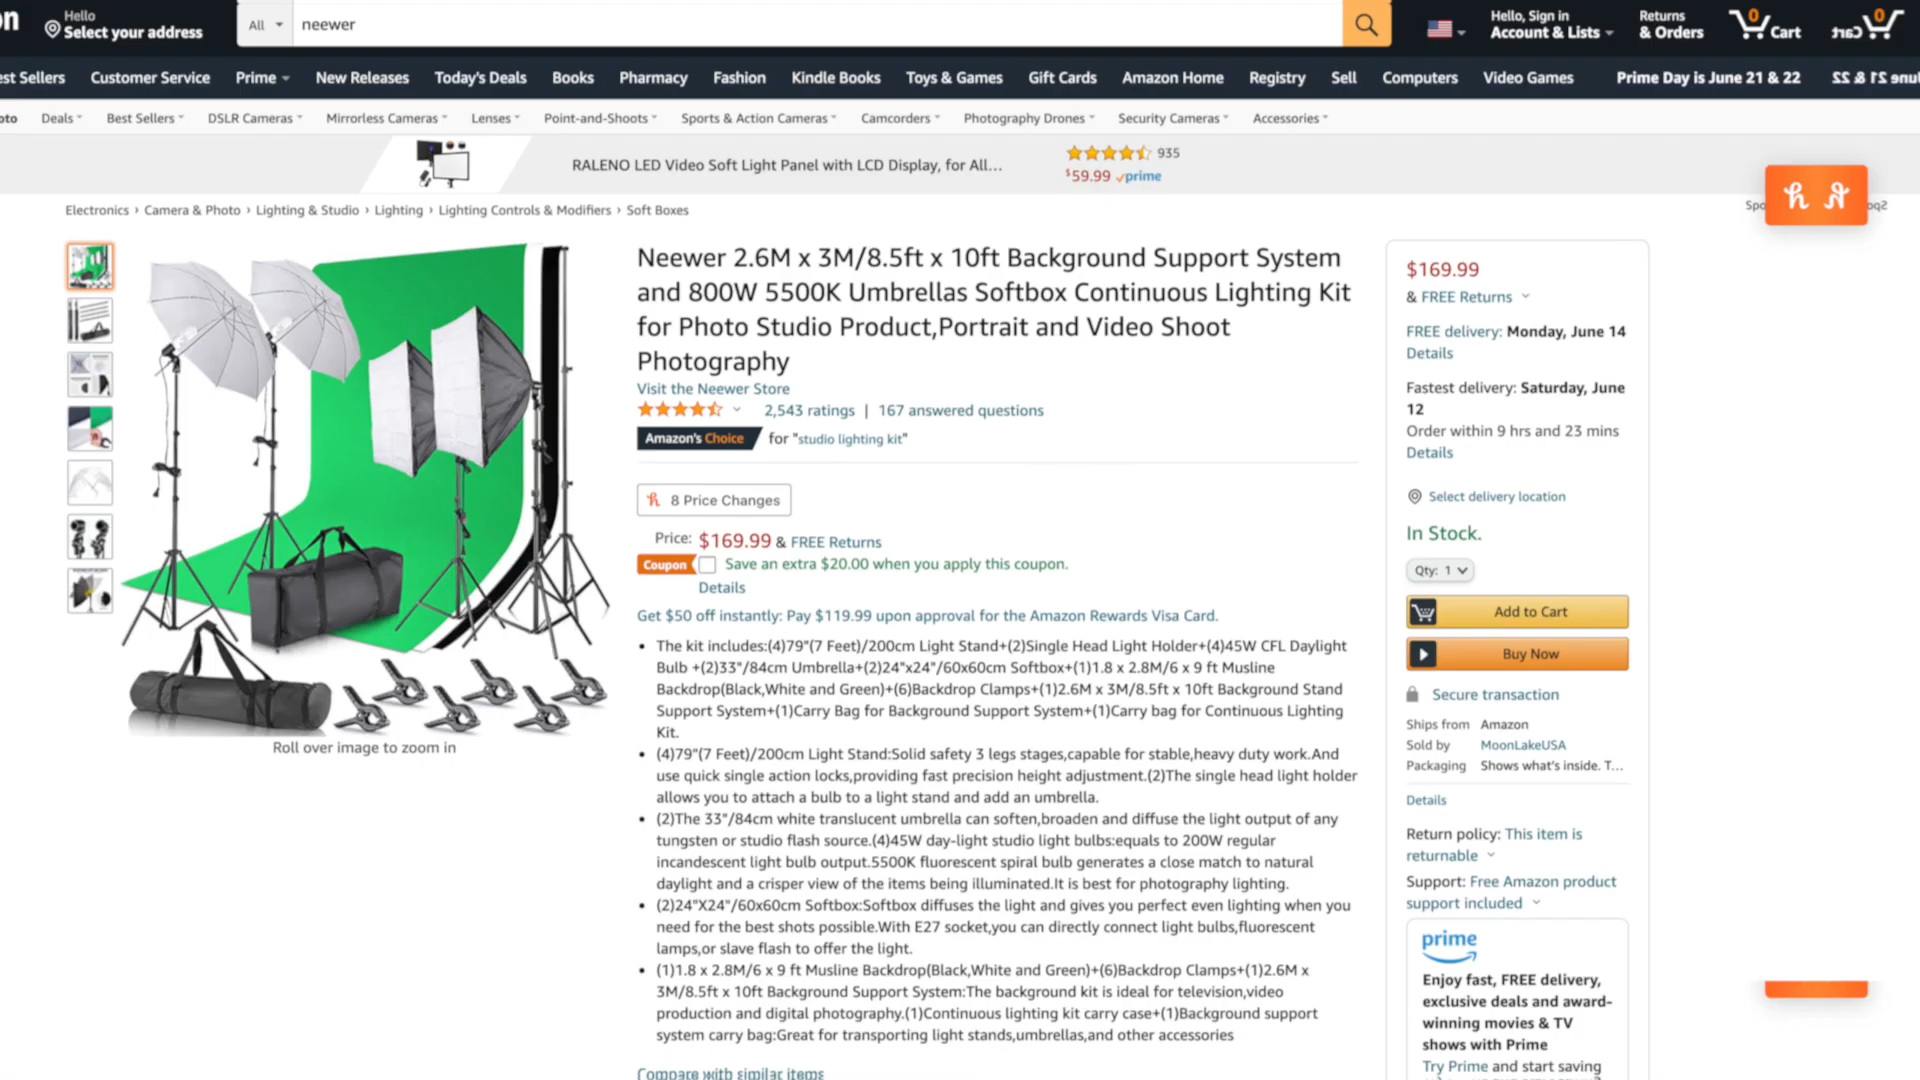 on
Hello
Select your address
All
neewer
Hello, Sign in
Account & Lists
Returns
& Orders
0
Cart
0
Cart
est Sellers Customer Service Prime New Releases Today's Deals Books Pharmacy Fashion Kindle Books Toys & Games Gift Cards Amazon Home Registry Sell Computers Video Games Prime Day is June 21 & 22 une 21 & 22
oto Deals Best Sellers DSLR Cameras Mirrorless Cameras Lenses Point-and-Shoots Sports & Action Cameras Camcorders Photography Drones Security Cameras Accessories
RALENO LED Video Soft Light Panel with LCD Display, for All...
935
$59.99 prime
Spo
Electronics › Camera & Photo › Lighting & Studio › Lighting › Lighting Controls & Modifiers › Soft Boxes
Neewer 2.6M x 3M/8.5ft x 10ft Background Support System
and 800W 5500K Umbrellas Softbox Continuous Lighting Kit
for Photo Studio Product,Portrait and Video Shoot
Photography
Visit the Neewer Store
2,543 ratings | 167 answered questions
Amazon's Choice for "studio lighting kit"
8 Price Changes
Price: $169.99 & FREE Returns
Coupon Save an extra $20.00 when you apply this coupon.
Details
Get $50 off instantly: Pay $119.99 upon approval for the Amazon Rewards Visa Card.
• The kit includes:(4)79"(7 Feet)/200cm Light Stand+(2)Single Head Light Holder+(4)45W CFL Daylight
Bulb +(2)33"/84cm Umbrella+(2)24"x24"/60x60cm Softbox+(1)1.8 x 2.8M/6 x 9 ft Musline
Backdrop(Black,White and Green)+(6)Backdrop Clamps+(1)2.6M x 3M/8.5ft x 10ft Background Stand
Support System+(1)Carry Bag for Background Support System+(1)Carry bag for Continuous Lighting
Kit.
• (4)79"(7 Feet)/200cm Light Stand:Solid safety 3 legs stages,capable for stable,heavy duty work.And
use quick single action locks,providing fast precision height adjustment.(2)The single head light holder
allows you to attach a bulb to a light stand and add an umbrella.
• (2)The 33"/84cm white translucent umbrella can soften,broaden and diffuse the light output of any
tungsten or studio flash source.(4)45W day-light studio light bulbs:equals to 200W regular
incandescent light bulb output.5500K fluorescent spiral bulb generates a close match to natural
daylight and a crisper view of the items being illuminated.It is best for photography lighting.
• (2)24"X24"/60x60cm Softbox:Softbox diffuses the light and gives you perfect even lighting when you
need for the best shots possible.With E27 socket,you can directly connect light bulbs,fluorescent
lamps,or slave flash to offer the light.
• (1)1.8 x 2.8M/6 x 9 ft Musline Backdrop(Black,White and Green)+(6)Backdrop Clamps+(1)2.6M x
3M/8.5ft x 10ft Background Support System:The background kit is ideal for television,video
production and digital photography.(1)Continuous lighting kit carry case+(1)Background support
system carry bag:Great for transporting light stands,umbrellas,and other accessories
Compare with similar items
Roll over image to zoom in
$169.99
& FREE Returns
FREE delivery: Monday, June 14
Details
Fastest delivery: Saturday, June
12
Order within 9 hrs and 23 mins
Details
Select delivery location
In Stock.
Qty: 1
Add to Cart
Buy Now
Secure transaction
Ships from Amazon
Sold by MoonLakeUSA
Packaging Shows what's inside. T...
Details
Return policy: This item is
returnable
Support: Free Amazon product
support included
prime
Enjoy fast, FREE delivery,
exclusive deals and award-
winning movies & TV
shows with Prime
Try Prime and start saving